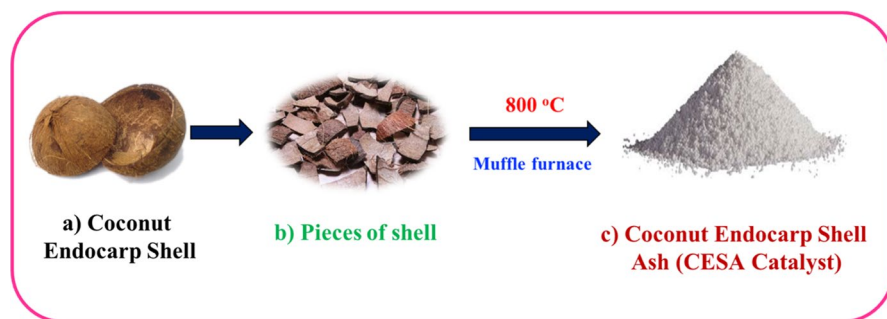 800 °C
Muffle furnace
a) Coconut
Endocarp Shell
b) Pieces of shell
c) Coconut Endocarp Shell
Ash (CESA Catalyst)